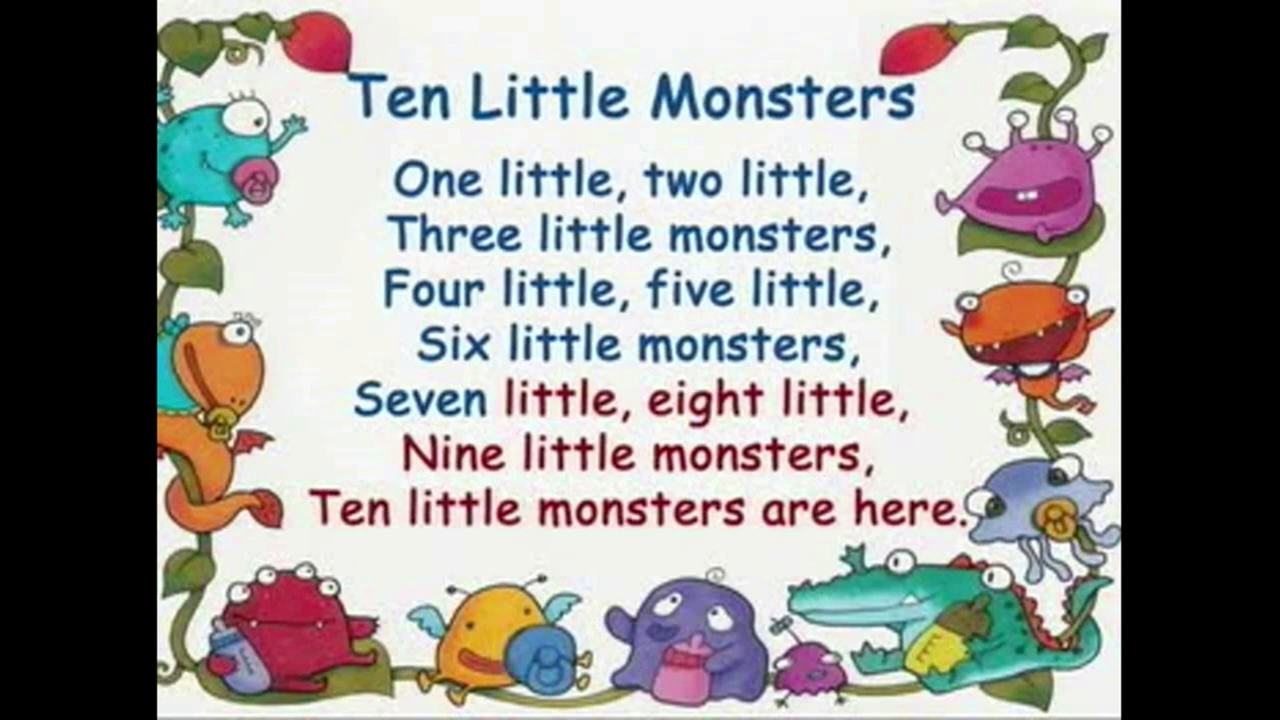 Ten Little Monsters
One little, two little,
Three little monsters,
Four little, five little,
Six little monsters,
Seven little, eight little,
Nine little monsters,
Ten little monsters are here.